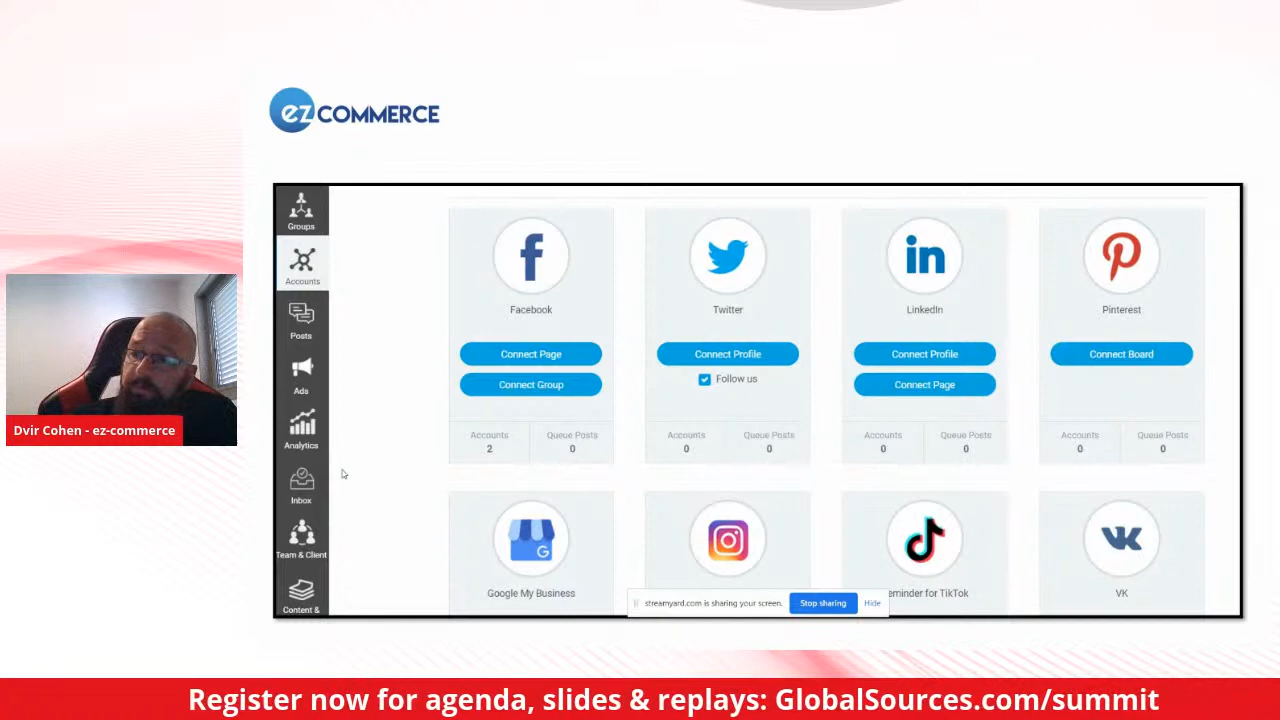 ez COMMERCE
Groups
Accounts
Posts
Ads
Analytics
Inbox
Team & Client
Content &
Facebook
Connect Page
Connect Group
Accounts
2
Queue Posts
0
Twitter
Connect Profile
Follow us
Accounts
0
Queue Posts
0
LinkedIn
Connect Profile
Connect Page
Accounts
0
Queue Posts
0
Pinterest
Connect Board
Accounts
0
Queue Posts
0
G
Google My Business
eminder for TikTok
VK
streamyard.com is sharing your screen.
Stop sharing
Hide
Dvir Cohen - ez-commerce
Register now for agenda, slides & replays: GlobalSources.com/summit